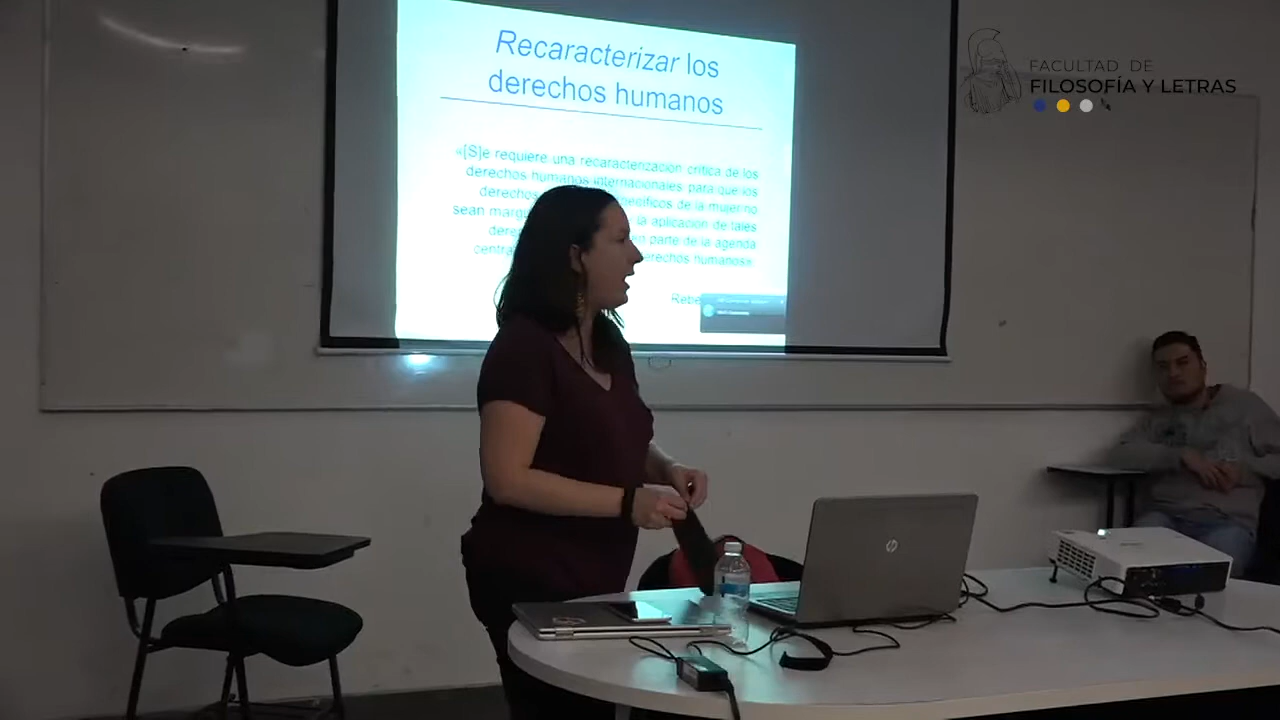 Recaracterizar los
derechos humanos
«[S]e requiere una recaracterización crítica de los
derechos humanos internacionales para que los
derechos específicos de la mujer no
sean la aplicación de tales
parte de la agenda
derechos humanos»
FACULTAD DE
FILOSOFÍA Y LETRAS
hp